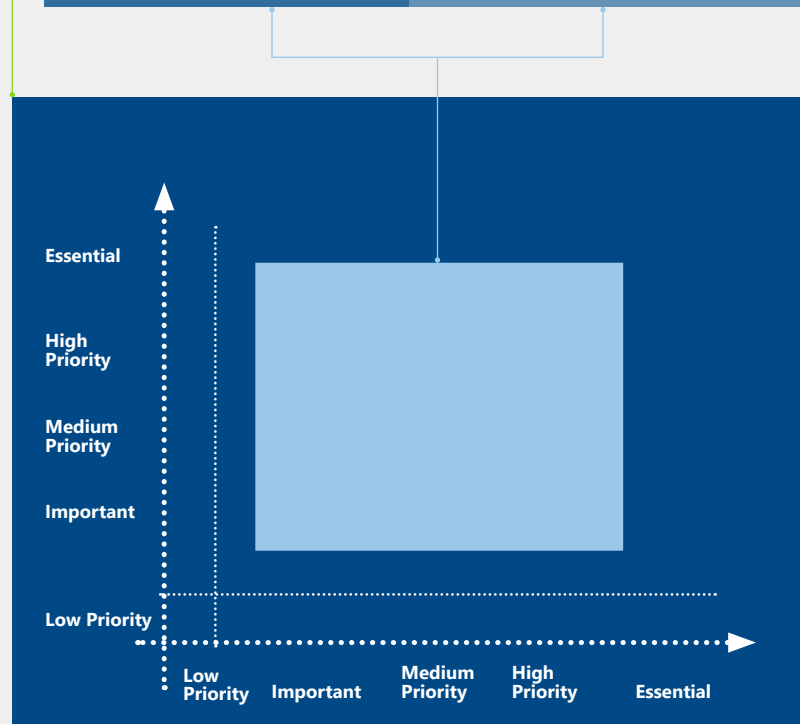 Essential
High
Priority
Medium
Priority
Important
Low Priority
Low
Priority
Important
Medium
Priority
High
Priority
Essential